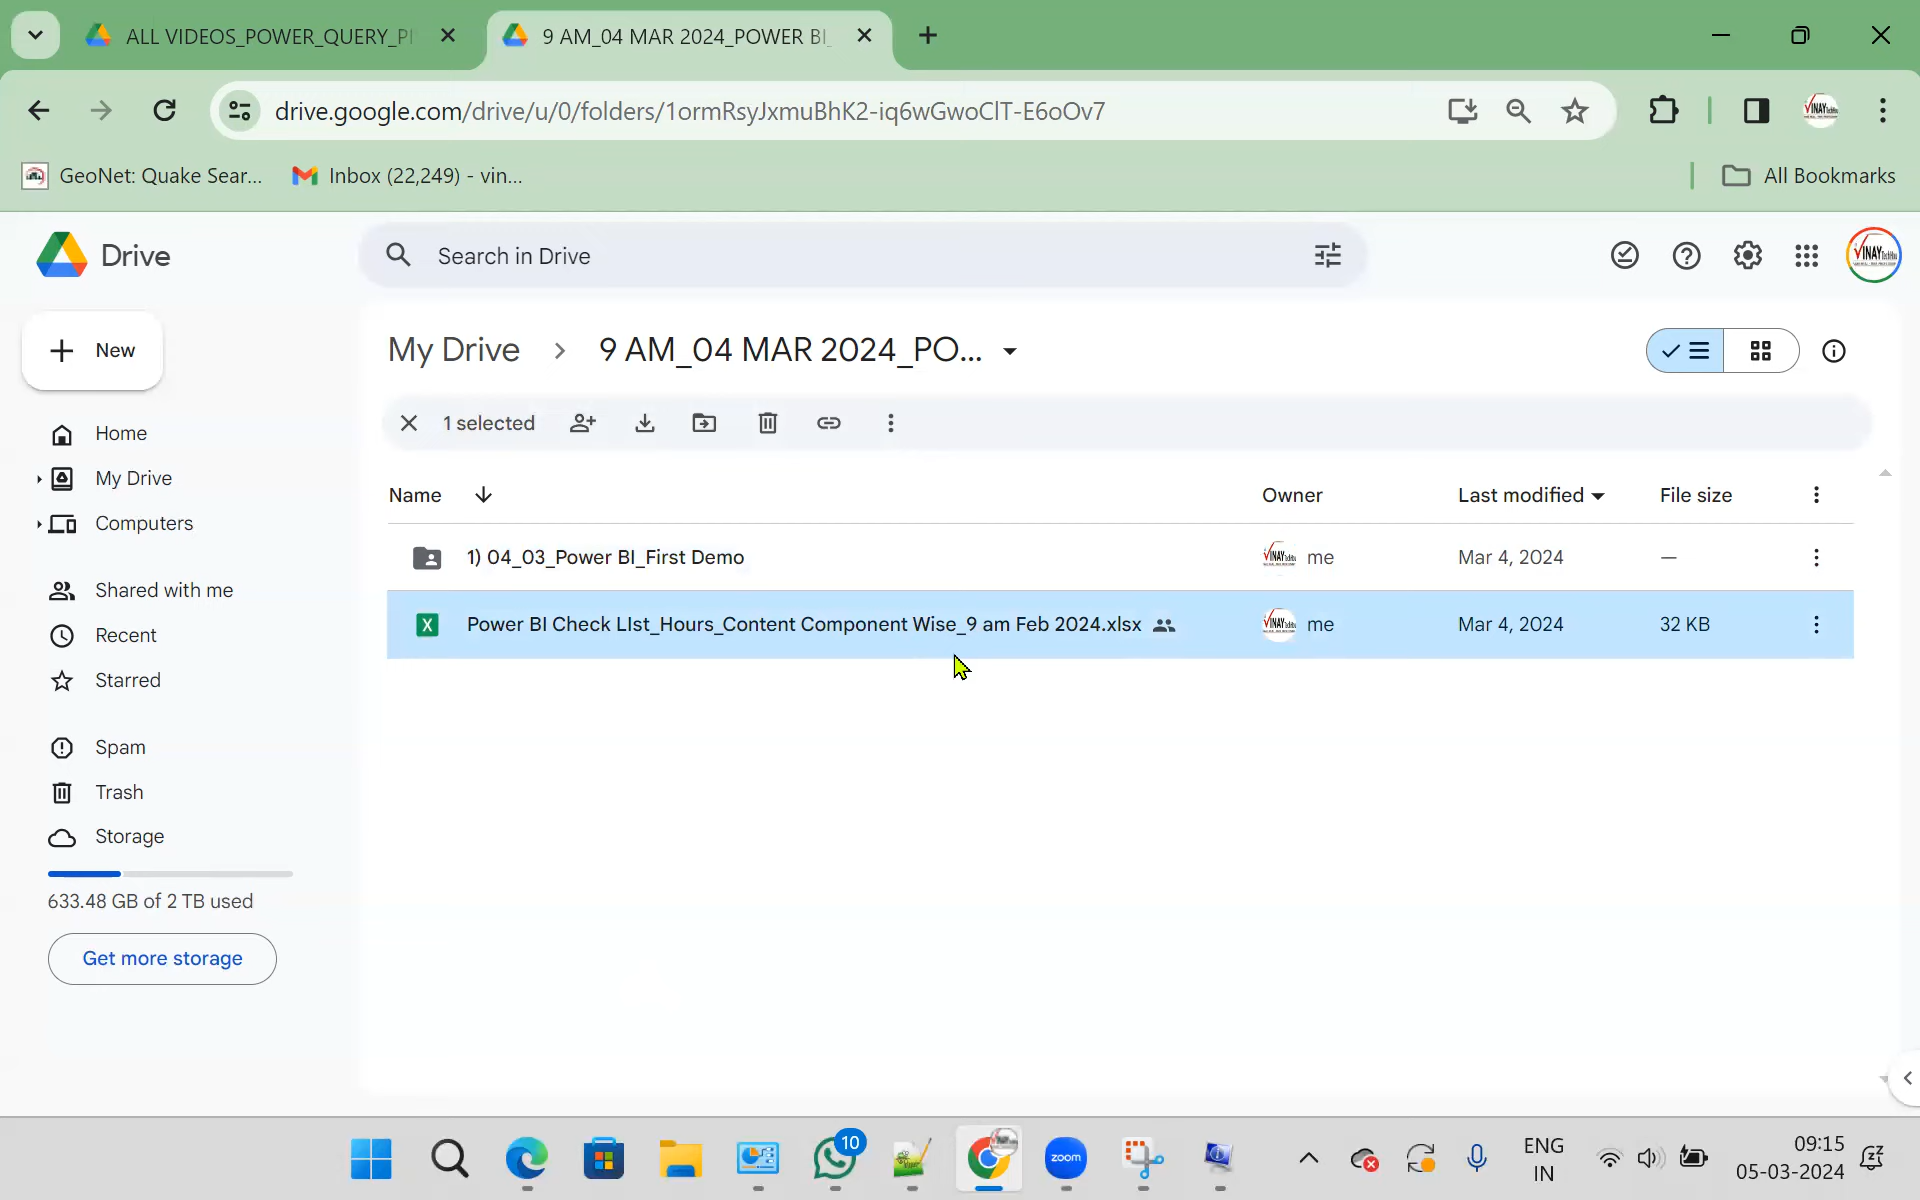 ALL VIDEOS_POWER_QUERY_PI
9 AM_04 MAR 2024_POWER BI_
drive.google.com/drive/u/0/folders/1ormRsyJxmuBhK2-iq6wGwoClT-E6oOv7
GeoNet: Quake Sear...
Inbox (22,249) - vin...
All Bookmarks
Drive
Search in Drive
VINAY
New
My Drive
9 AM_04 MAR 2024_PO...
1 selected
Home
My Drive
Computers
Shared with me
Recent
Starred
Spam
Trash
Storage
633.48 GB of 2 TB used
Get more storage
Name
Owner
Last modified
File size
1) 04_03_Power BI_First Demo
me
Mar 4, 2024
—
Power BI Check LIst_Hours_Content Component Wise_9 am Feb 2024.xlsx
me
Mar 4, 2024
32 KB
10
zoom
ENG
IN
09:15
05-03-2024